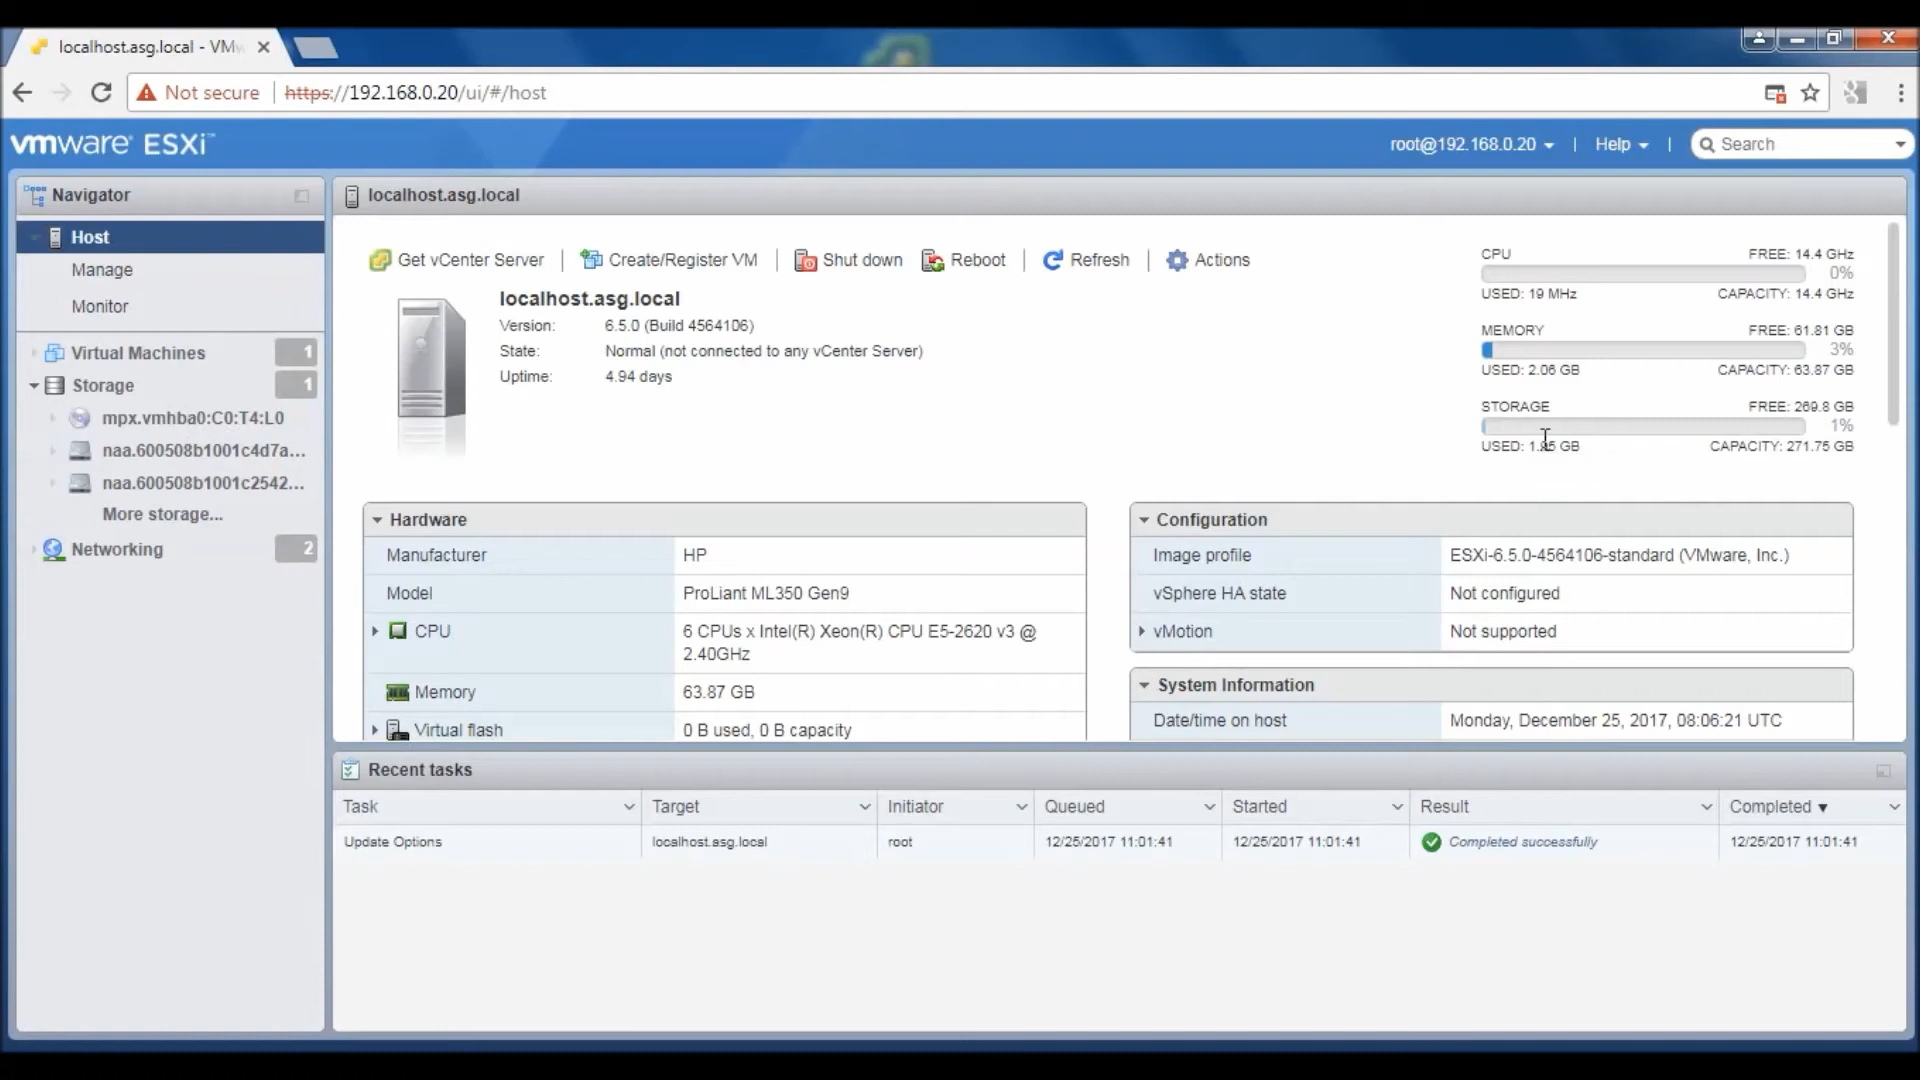 localhost.asg.local - VMw
Not secure https://192.168.0.20/ui/#/host
vmware® ESXi™
root@192.168.0.20 | Help | Search
Navigator
Host
Manage
Monitor
Virtual Machines 1
Storage 1
mpx.vmhba0:C0:T4:L0
naa.600508b1001c4d7a...
naa.600508b1001c2542...
More storage...
Networking 2
localhost.asg.local
Get vCenter Server | Create/Register VM | Shut down Reboot | Refresh | Actions
localhost.asg.local
Version: 6.5.0 (Build 4564106)
State: Normal (not connected to any vCenter Server)
Uptime: 4.94 days
CPU FREE: 14.4 GHz
0%
USED: 19 MHz CAPACITY: 14.4 GHz
MEMORY FREE: 61.81 GB
3%
USED: 2.06 GB CAPACITY: 63.87 GB
STORAGE FREE: 269.8 GB
1%
USED: GB CAPACITY: 271.75 GB
Hardware
Manufacturer HP
Model ProLiant ML350 Gen9
CPU 6 CPUs x Intel(R) Xeon(R) CPU E5-2620 v3 @
2.40GHz
Memory 63.87 GB
Virtual flash 0 B used, 0 B capacity
Configuration
Image profile ESXi-6.5.0-4564106-standard (VMware, Inc.)
vSphere HA state Not configured
vMotion Not supported
System Information
Date/time on host Monday, December 25, 2017, 08:06:21 UTC
Recent tasks
Task Target Initiator Queued Started Result Completed
Update Options localhost.asg.local root 12/25/2017 11:01:41 12/25/2017 11:01:41 Completed successfully 12/25/2017 11:01:41